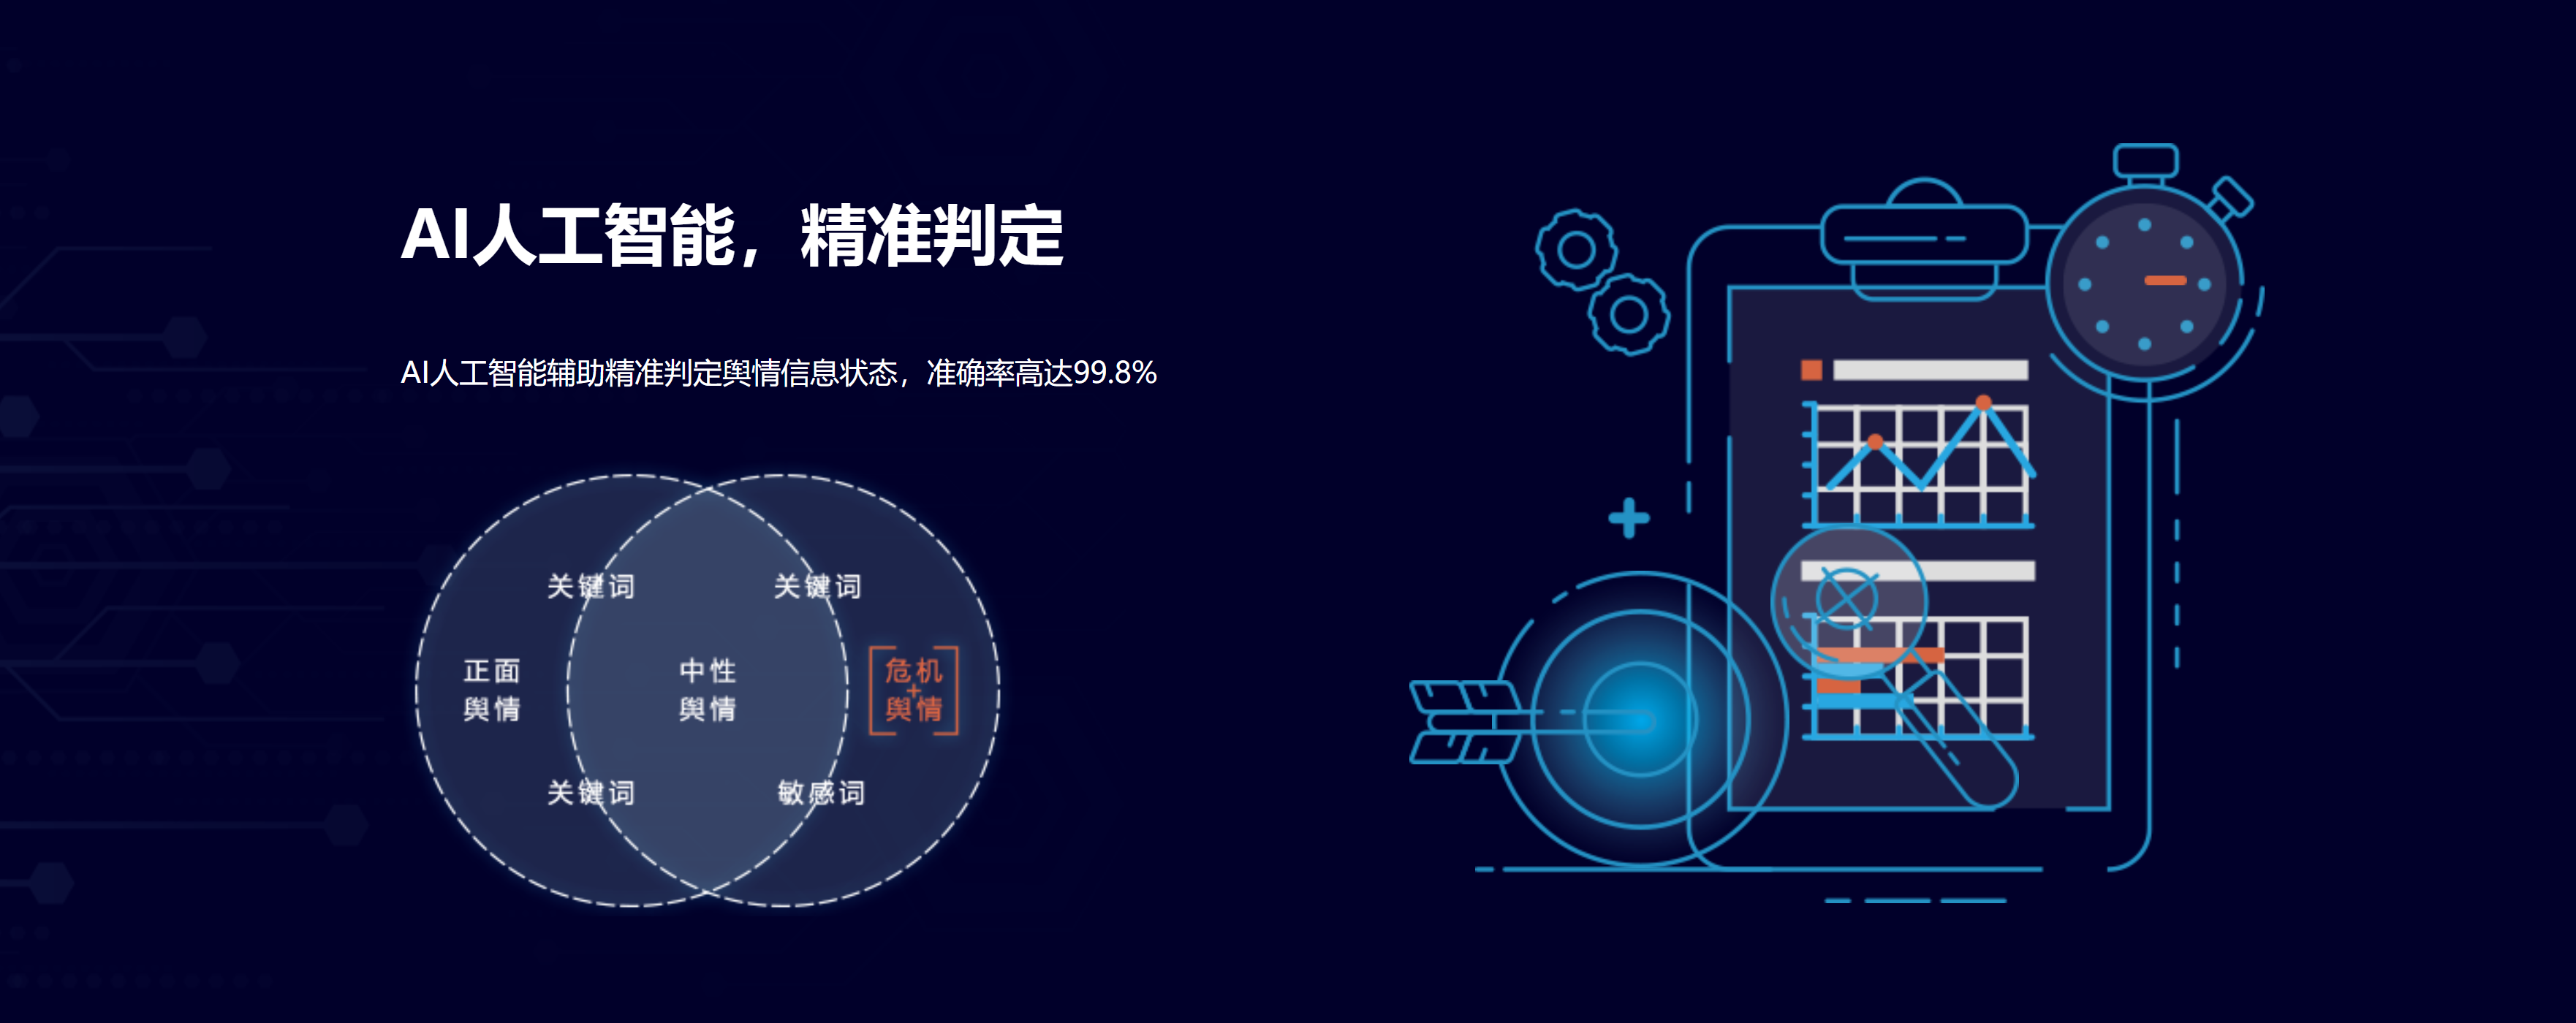 AI人工智能，精准判定
AI人工智能辅助精准判定舆情信息状态，准确率高达99.8%
关键词
关键词
正面
舆情
中性
舆情
危机
+
舆情
关键词
敏感词